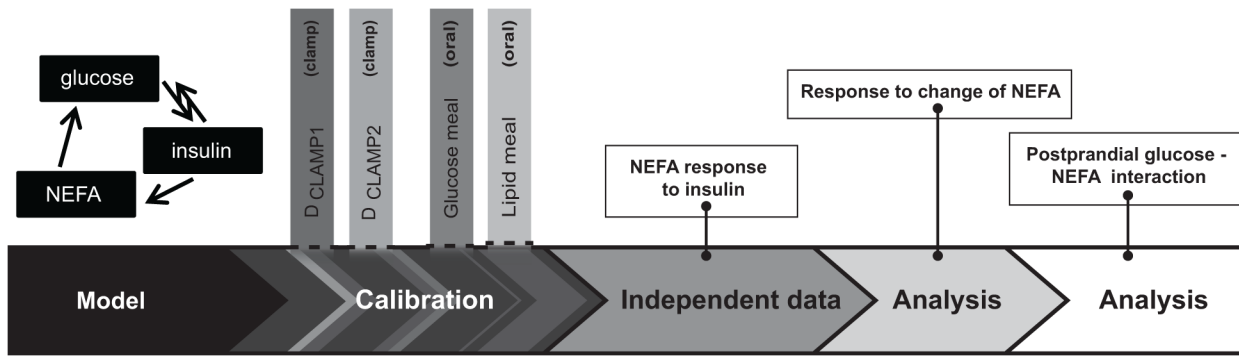 glucose
insulin
NEFA
D CLAMP1 (clamp)
D CLAMP2 (clamp)
Glucose meal (oral)
Lipid meal (oral)
NEFA response
to insulin
Response to change of NEFA
Postprandial glucose -
NEFA interaction
Model
Calibration
Independent data
Analysis
Analysis